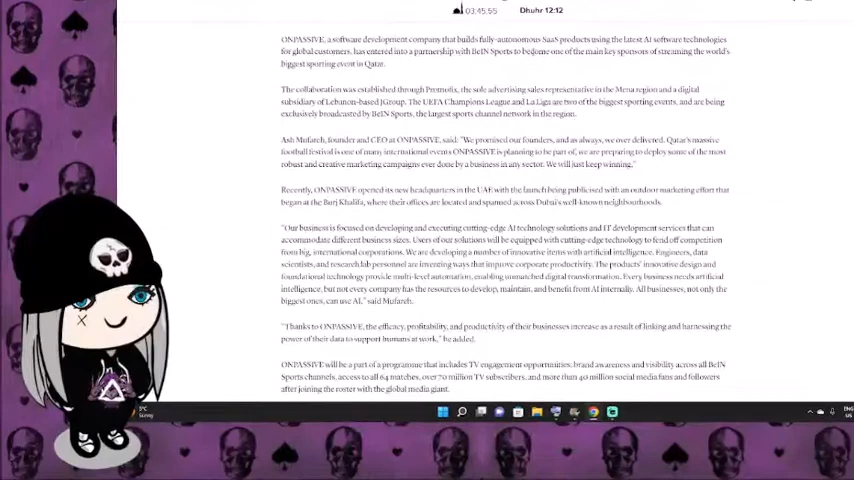 03:45:55 Dhuhr 12:12
ONPASSIVE, a software development company that builds fully-autonomous SaaS products using the latest AI software technologies
for global customers, has entered into a partnership with BeIN Sports to become one of the main key sponsors of streaming the world's
biggest sporting event in Qatar.
The collaboration was established through Promofix, the sole advertising sales representative in the Mena region and a digital
subsidiary of Lebanon-based JGroup. The UEFA Champions League and La Liga are two of the biggest sporting events, and are being
exclusively broadcasted by BeIN Sports, the largest sports channel network in the region.
Ash Mufareh, founder and CEO at ONPASSIVE, said: "We promised our founders, and as always, we over delivered. Qatar's massive
football festival is one of many international events ONPASSIVE is planning to be part of, we are preparing to deploy some of the most
robust and creative marketing campaigns ever done by a business in any sector. We will just keep winning."
Recently, ONPASSIVE opened its new headquarters in the UAE with the launch being publicised with an outdoor marketing effort that
began at the Burj Khalifa, where their offices are located and spanned across Dubai's well-known neighbourhoods.
"Our business is focused on developing and executing cutting-edge AI technology solutions and IT development services that can
accommodate different business sizes. Users of our solutions will be equipped with cutting-edge technology to fend off competition
from big, international corporations. We are developing a number of innovative items with artificial intelligence. Engineers, data
scientists, and research lab personnel are inventing ways that improve corporate productivity. The products' innovative design and
foundational technology provide multi-level automation, enabling unmatched digital transformation. Every business needs artificial
intelligence, but not every company has the resources to develop, maintain, and benefit from AI internally. All businesses, not only the
biggest ones, can use AI," said Mufareh.
"Thanks to ONPASSIVE, the efficacy, profitability, and productivity of their businesses increase as a result of linking and harnessing the
power of their data to support humans at work," he added.
ONPASSIVE will be a part of a programme that includes TV engagement opportunities, brand awareness and visibility across all BeIN
Sports channels, access to all 64 matches, over 70 million TV subscribers, and more than 40 million social media fans and followers
after joining the roster with the global media giant.
3°C
Sunny
ENG